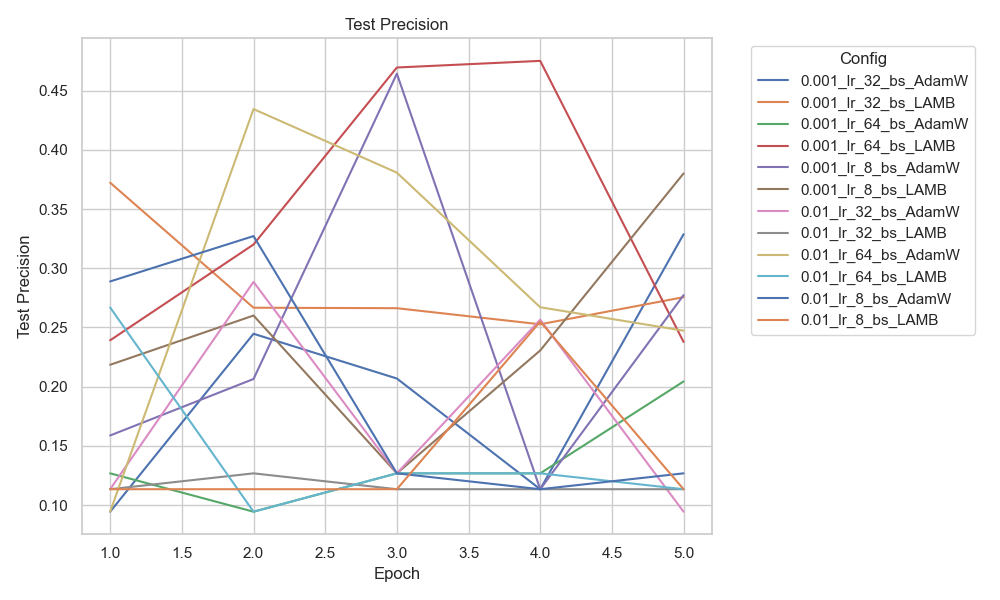 Test Precision
Test Precision
0.45
0.40
0.35
0.30
0.25
0.20
0.15
0.10
1.0 1.5 2.0 2.5 3.0 3.5 4.0 4.5 5.0
Epoch
Config
0.001_lr_32_bs_AdamW
0.001_lr_32_bs_LAMB
0.001_lr_64_bs_AdamW
0.001_lr_64_bs_LAMB
0.001_lr_8_bs_AdamW
0.001_lr_8_bs_LAMB
0.01_lr_32_bs_AdamW
0.01_lr_32_bs_LAMB
0.01_lr_64_bs_AdamW
0.01_lr_64_bs_LAMB
0.01_lr_8_bs_AdamW
0.01_lr_8_bs_LAMB